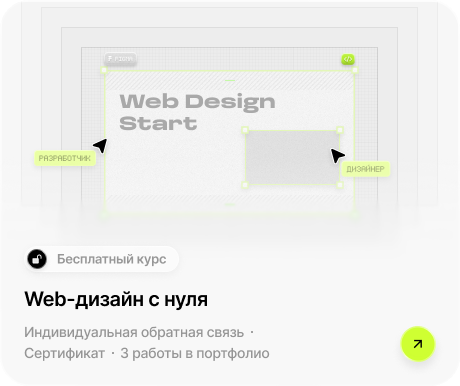 </>
Web Design
Start
РАЗРАБОТЧИК
ДИЗАЙНЕР
Бесплатный курс
Web-дизайн с нуля
Индивидуальная обратная связь ·
Сертификат · 3 работы в портфолио